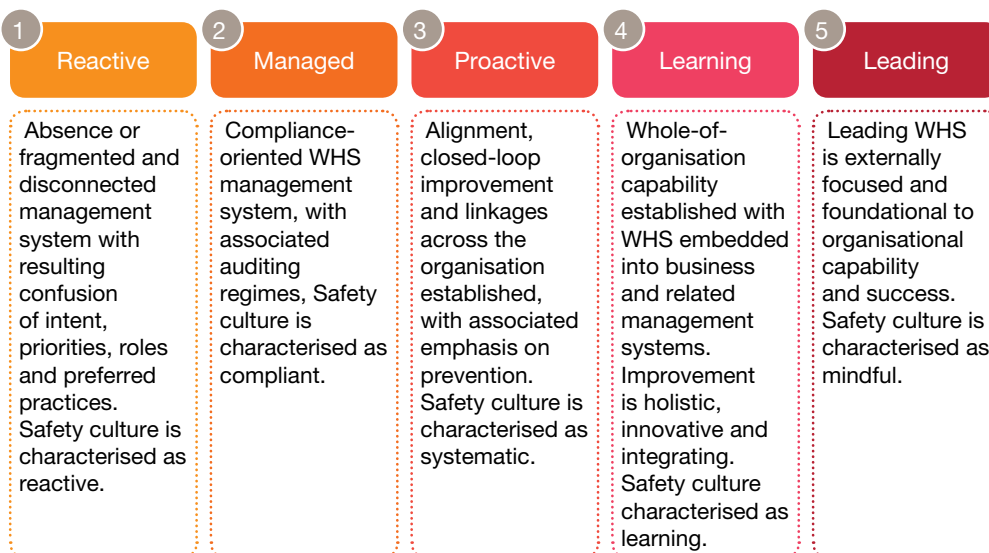 1
Reactive
Absence or
fragmented and
disconnected
management
system with
resulting
confusion
of intent,
priorities, roles
and preferred
practices.
Safety culture is
characterised as
reactive.
2
Managed
Compliance-
oriented WHS
management
system, with
associated
auditing
regimes, Safety
culture is
characterised as
compliant.
3
Proactive
Alignment,
closed-loop
improvement
and linkages
across the
organisation
established,
with associated
emphasis on
prevention.
Safety culture is
characterised as
systematic.
4
Learning
Whole-of-
organisation
capability
established with
WHS embedded
into business
and related
management
systems.
Improvement
is holistic,
innovative and
integrating.
Safety culture
characterised as
learning.
5
Leading
Leading WHS
is externally
focused and
foundational to
organisational
capability
and success.
Safety culture is
characterised as
mindful.